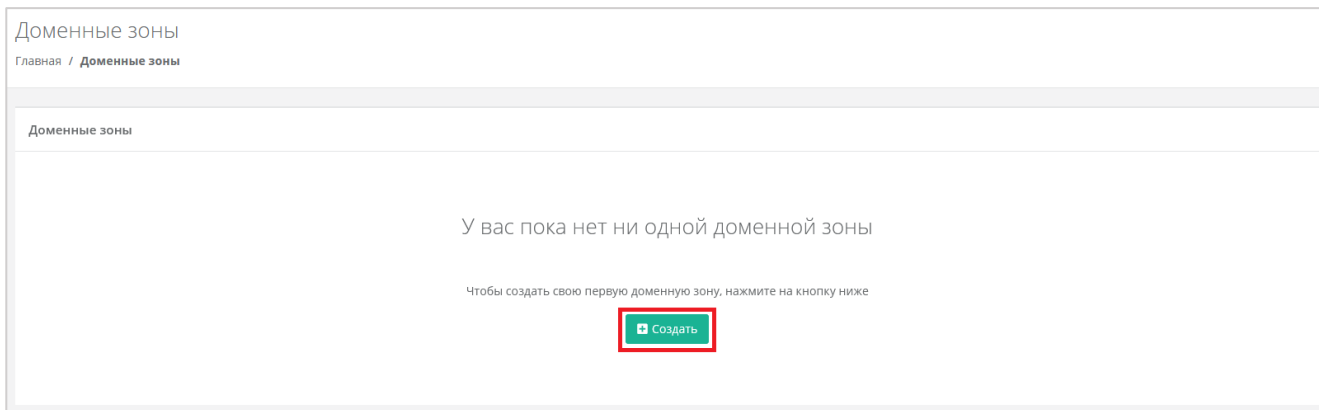 Доменные зоны
Главная / Доменные зоны
Доменные зоны
У вас пока нет ни одной доменной зоны
Чтобы создать свою первую доменную зону, нажмите на кнопку ниже
Создать